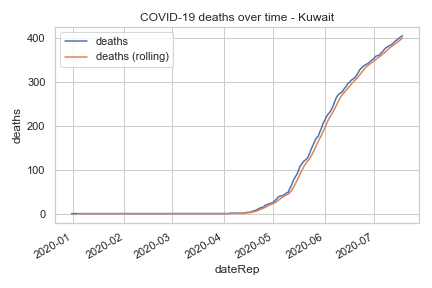 COVID-19 deaths over time - Kuwait
deaths
deaths (rolling)
400
300
200
100
0
deaths
2020-01
2020-02
2020-03
2020-04
2020-05
2020-06
2020-07
dateRep